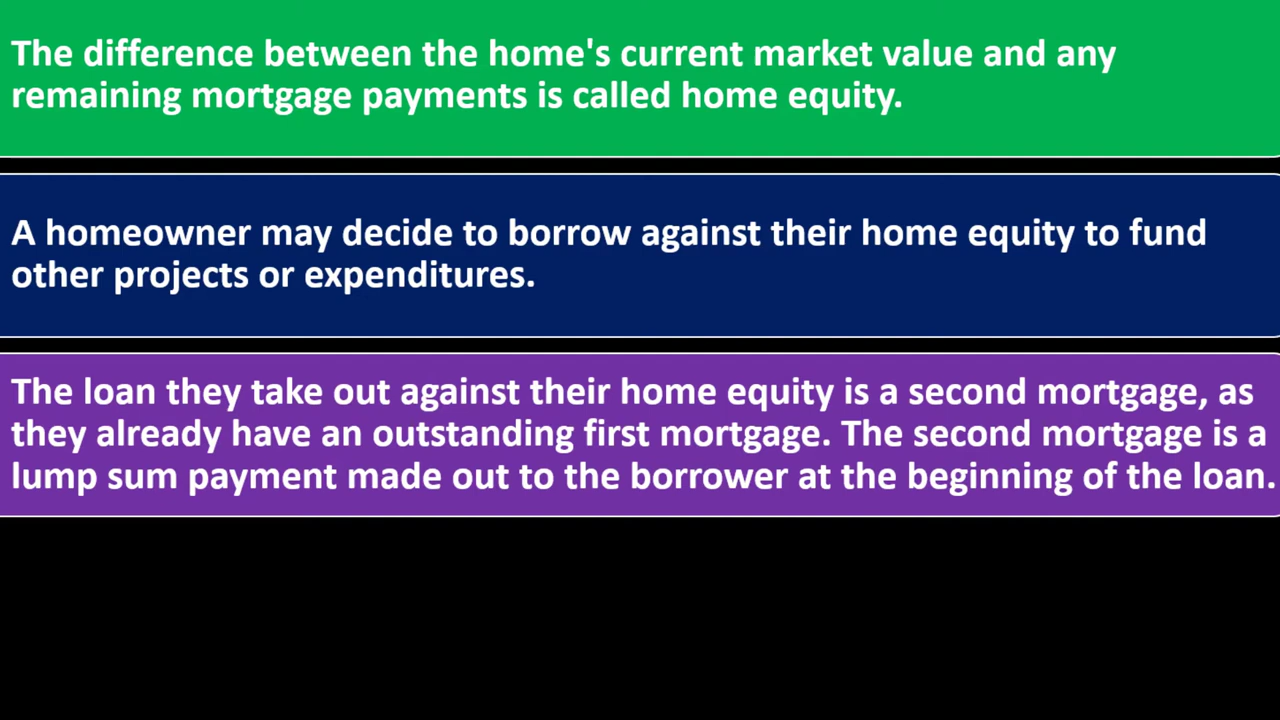 The difference between the home's current market value and any
remaining mortgage payments is called home equity.
A homeowner may decide to borrow against their home equity to fund
other projects or expenditures.
The loan they take out against their home equity is a second mortgage, as
they already have an outstanding first mortgage. The second mortgage is a
lump sum payment made out to the borrower at the beginning of the loan.